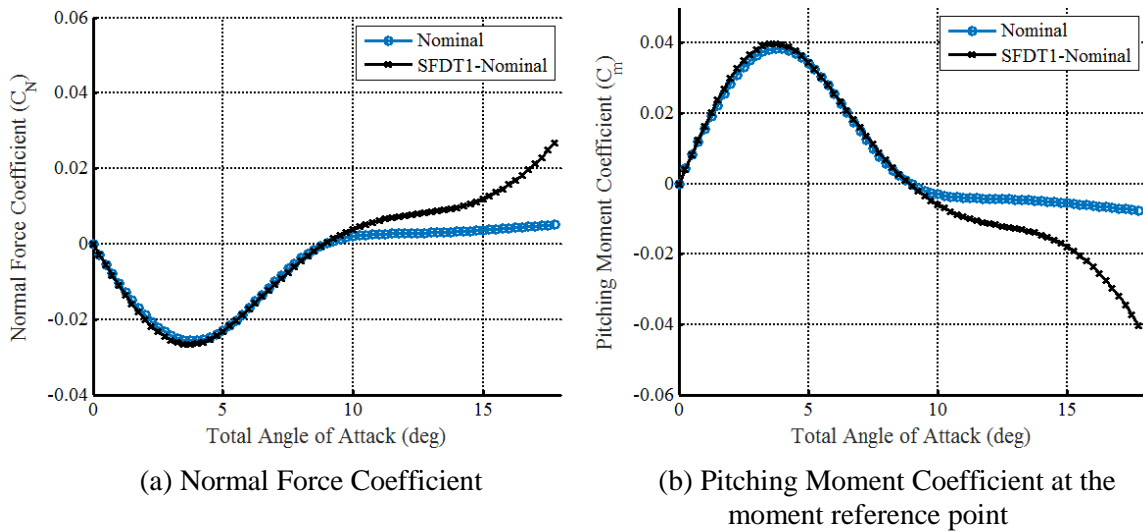 0.06
0.04
0.02
0
-0.02
-0.04
Normal Force Coefficient (C_N)
Nominal
SFDT1-Nominal
0 5 10 15
Total Angle of Attack (deg)
(a) Normal Force Coefficient
0.04
0.02
0
-0.02
-0.04
-0.06
Pitching Moment Coefficient (C_m)
Nominal
SFDT1-Nominal
0 5 10 15
Total Angle of Attack (deg)
(b) Pitching Moment Coefficient at the
moment reference point